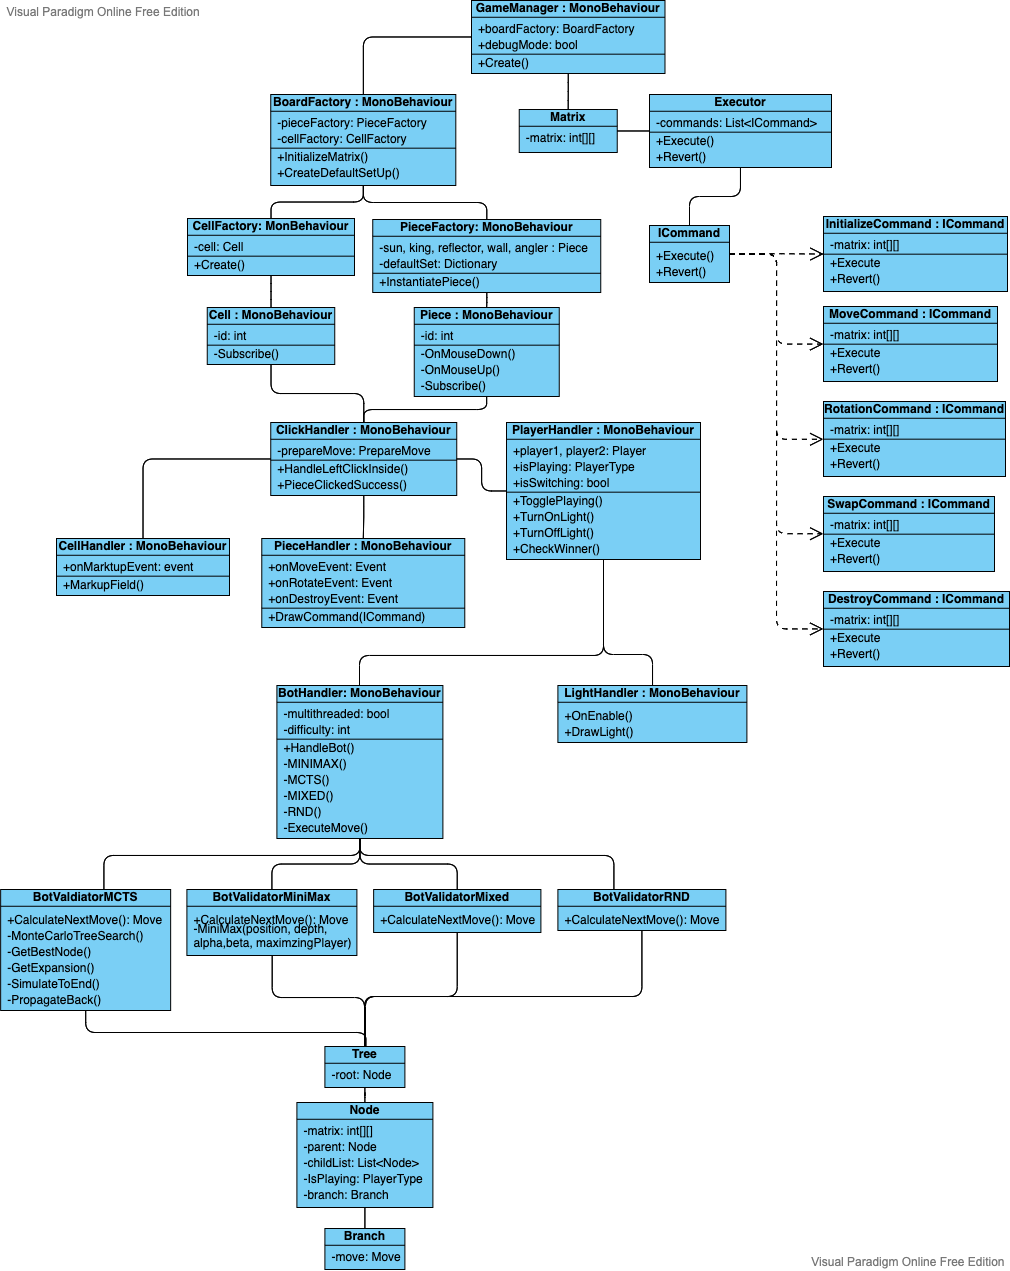 Visual Paradigm Online Free Edition
GameManager : MonoBehaviour
+boardFactory: BoardFactory
+debugMode: bool
+Create()
BoardFactory : MonoBehaviour
-pieceFactory: PieceFactory
-cellFactory: CellFactory
+InitializeMatrix()
+CreateDefaultSetUp()
Matrix
-matrix: int[][]
Executor
-commands: List<ICommand>
+Execute()
+Revert()
CellFactory: MonBehaviour
-cell: Cell
+Create()
PieceFactory: MonoBehaviour
-sun, king, reflector, wall, angler : Piece
-defaultSet: Dictionary
+InstantiatePiece()
ICommand
+Execute()
+Revert()
InitializeCommand : ICommand
-matrix: int[][]
+Execute
+Revert()
Cell : MonoBehaviour
-id: int
-Subscribe()
Piece : MonoBehaviour
-id: int
-OnMouseDown()
-OnMouseUp()
-Subscribe()
MoveCommand : ICommand
-matrix: int[][]
+Execute
+Revert()
RotationCommand : ICommand
-matrix: int[][]
+Execute
+Revert()
ClickHandler : MonoBehaviour
-prepareMove: PrepareMove
+HandleLeftClickInside()
+PieceClickedSuccess()
PlayerHandler : MonoBehaviour
+player1, player2: Player
+isPlaying: PlayerType
+isSwitching: bool
+TogglePlaying()
+TurnOnLight()
+TurnOffLight()
+CheckWinner()
SwapCommand : ICommand
-matrix: int[][]
+Execute
+Revert()
CellHandler : MonoBehaviour
+onMarktupEvent: event
+MarkupField()
PieceHandler : MonoBehaviour
+onMoveEvent: Event
+onRotateEvent: Event
+onDestroyEvent: Event
+DrawCommand(ICommand)
DestroyCommand : ICommand
-matrix: int[][]
+Execute
+Revert()
BotHandler: MonoBehaviour
-multithreaded: bool
-difficulty: int
+HandleBot()
-MINIMAX()
-MCTS()
-MIXED()
-RND()
-ExecuteMove()
LightHandler : MonoBehaviour
+OnEnable()
+DrawLight()
BotValdiatorMCTS
+CalculateNextMove(): Move
-MonteCarloTreeSearch()
-GetBestNode()
-GetExpansion()
-SimulateToEnd()
-PropagateBack()
BotValidatorMiniMax
+CalculateNextMove(): Move
-MiniMax(position, depth,
alpha,beta, maximzingPlayer)
BotValidatorMixed
+CalculateNextMove(): Move
BotValidatorRND
+CalculateNextMove(): Move
Tree
-root: Node
Node
-matrix: int[][]
-parent: Node
-childList: List<Node>
-IsPlaying: PlayerType
-branch: Branch
Branch
-move: Move
Visual Paradigm Online Free Edition